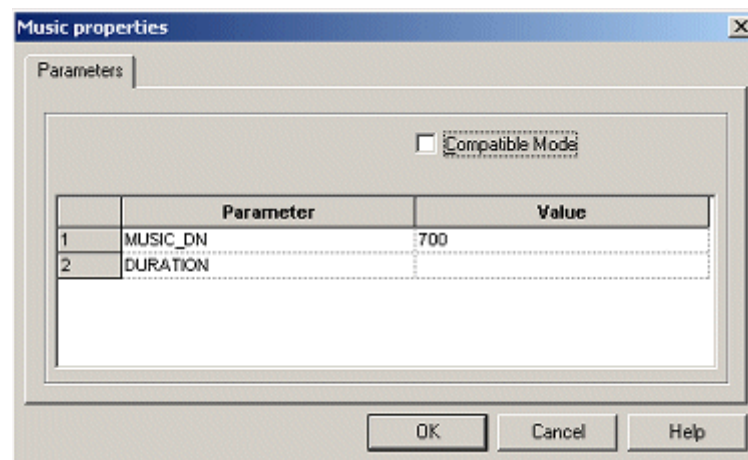 Music properties
Parameters
Compatible Mode
Parameter Value
1 MUSIC_DN 700
2 DURATION
OK Cancel Help